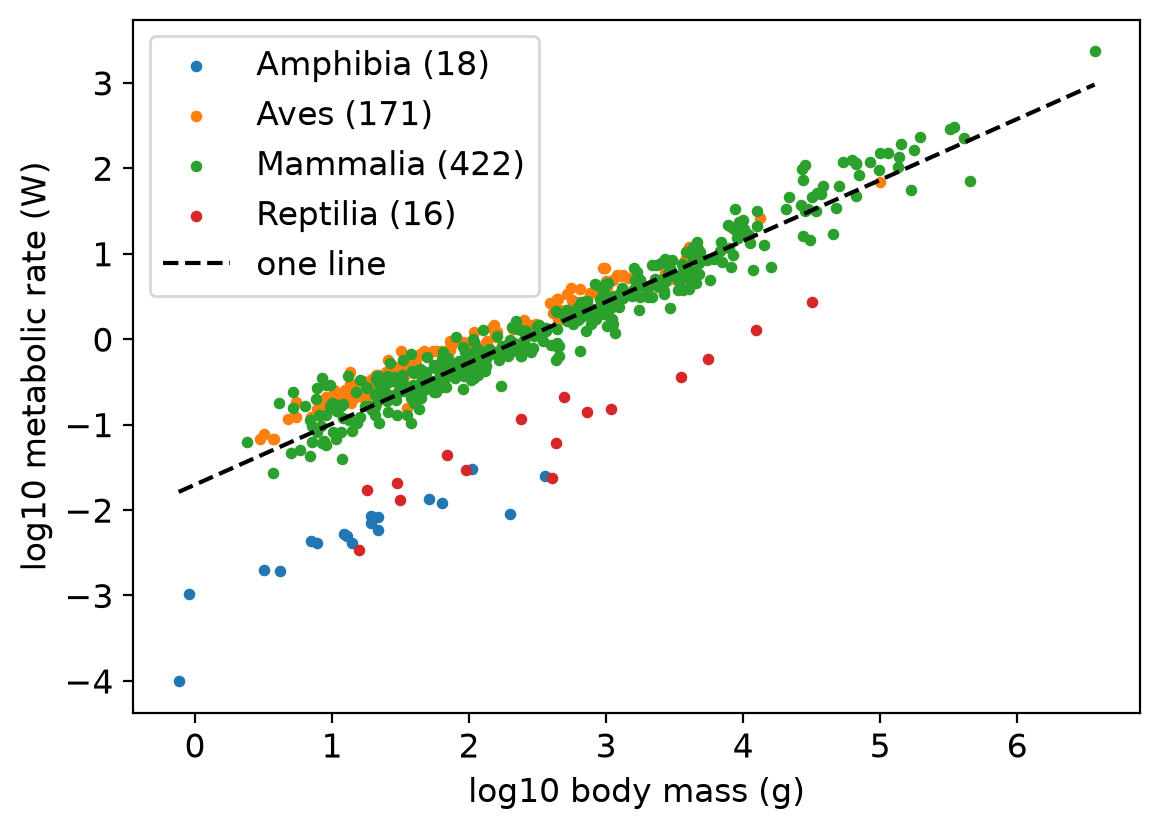 Amphibia (18)
Aves (171)
Mammalia (422)
Reptilia (16)
one line
log10 metabolic rate (W)
3
2
1
0
−1
−2
−3
−4
0 1 2 3 4 5 6
log10 body mass (g)